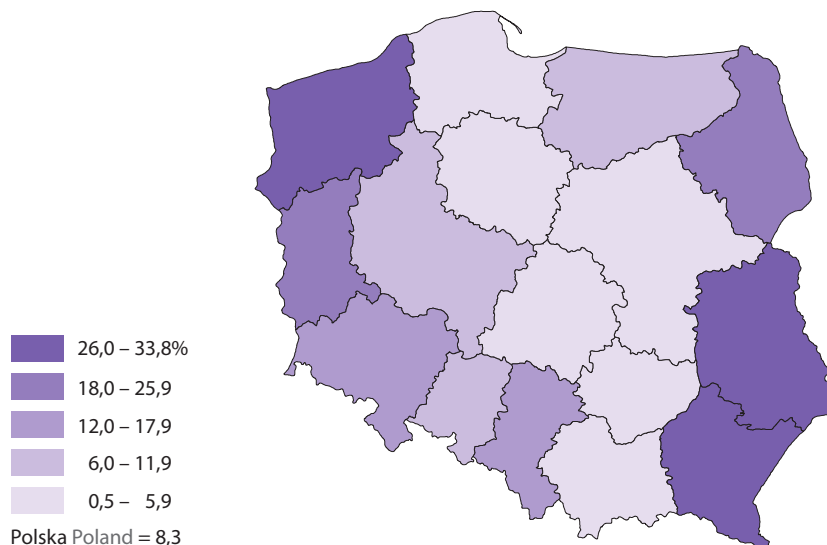 26,0 – 33,8%
18,0 – 25,9
12,0 – 17,9
6,0 – 11,9
0,5 – 5,9
Polska Poland = 8,3